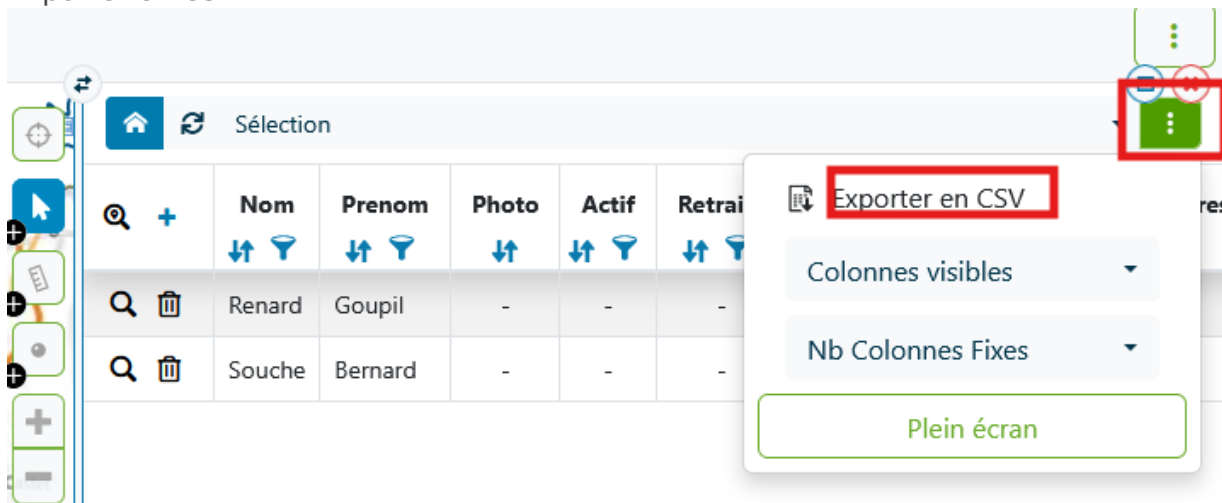 Sélection
Nom Prenom Photo Actif Retrai
Exporter en CSV
Colonnes visibles
Renard Goupil - - -
Nb Colonnes Fixes
Souche Bernard - - -
Plein écran